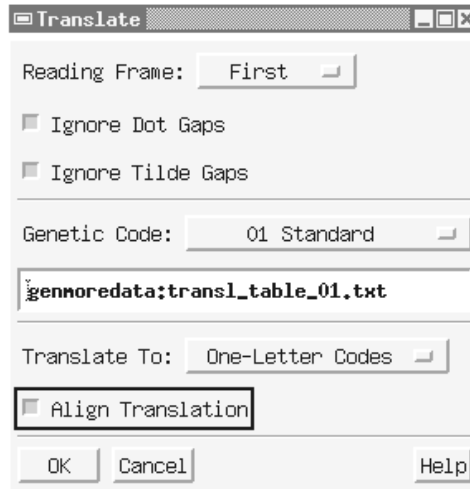 Translate
Reading Frame: First
Ignore Dot Gaps
Ignore Tilde Gaps
Genetic Code: 01 Standard
genmoredata:transl_table_01.txt
Translate To: One-Letter Codes
Align Translation
OK Cancel Help